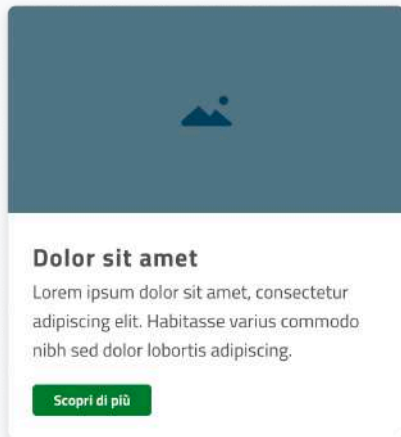 Dolor sit amet
Lorem ipsum dolor sit amet, consectetur
adipiscing elit. Habitasse varius commodo
nibh sed dolor lobortis adipiscing.
Scopri di più